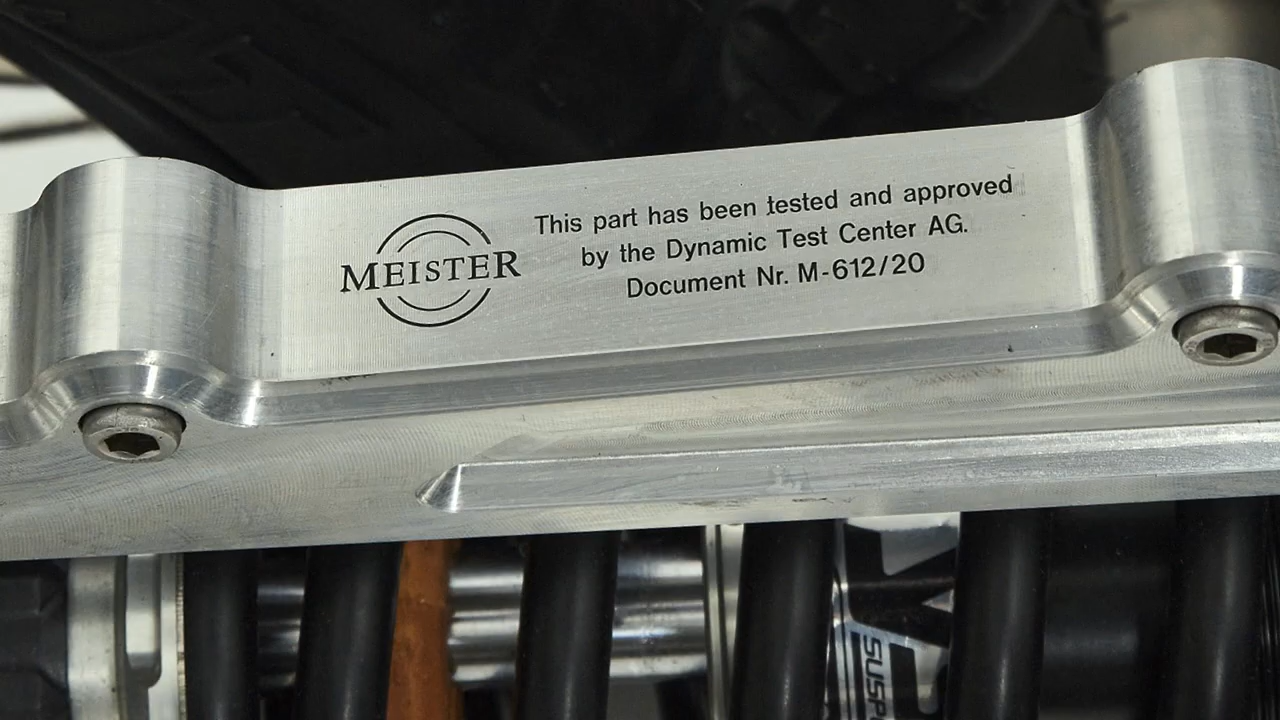 MEISTER
This part has been tested and approved
by the Dynamic Test Center AG.
Document Nr. M-612/20